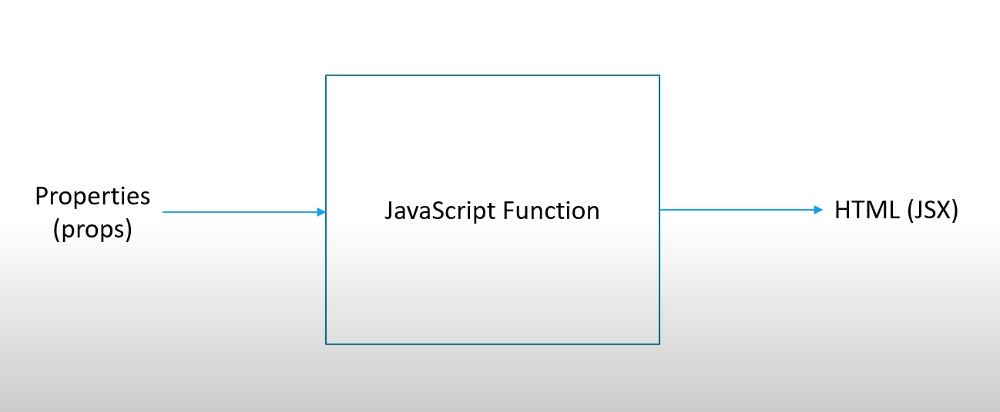 Properties
(props)
JavaScript Function
HTML (JSX)